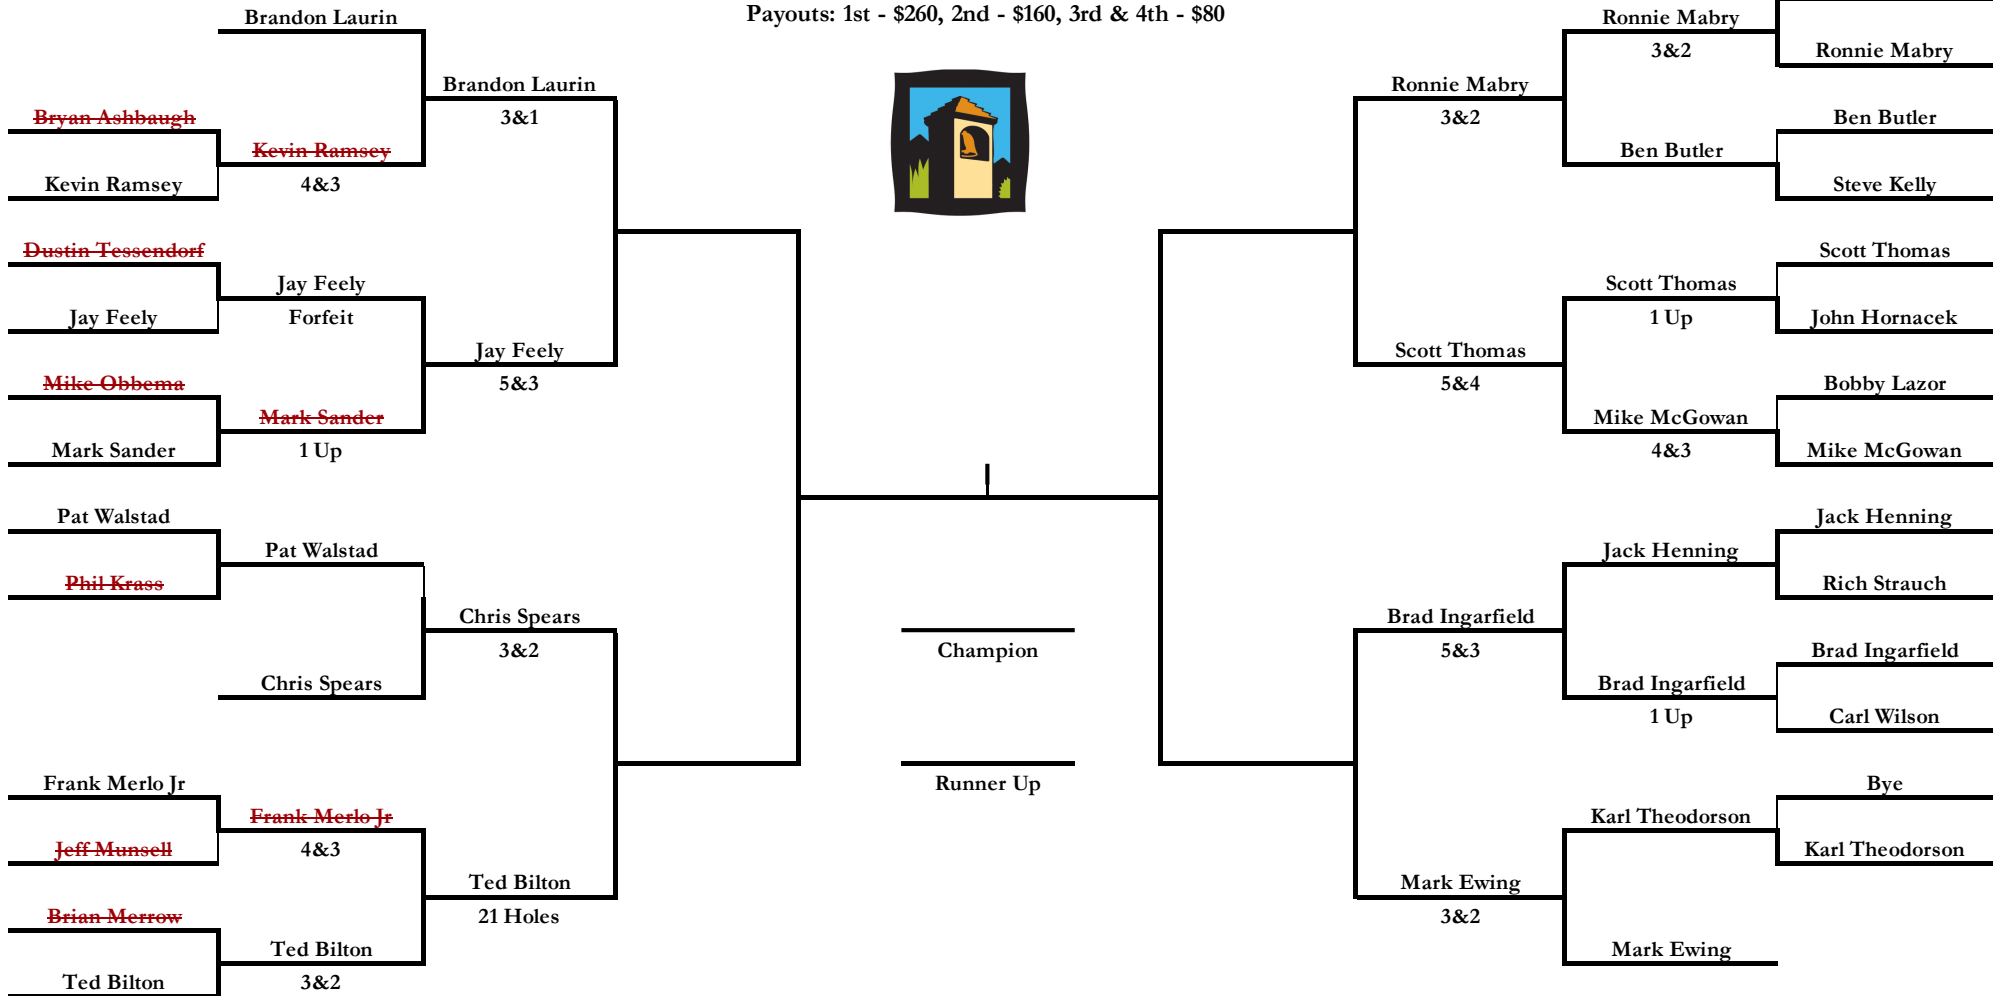 Payouts: 1st - $260, 2nd - $160, 3rd & 4th - $80
Brandon Laurin
Bryan Ashbaugh
Kevin Ramsey
Kevin Ramsey
4&3
Brandon Laurin
3&1
Dustin Tessendorf
Jay Feely
Jay Feely
Forfeit
Mike Obbema
Mark Sander
Mark Sander
1 Up
Jay Feely
5&3
Pat Walstad
Phil Krass
Pat Walstad
Chris Spears
Chris Spears
3&2
Frank Merlo Jr
Jeff Munsell
Frank Merlo Jr
4&3
Brian Merrow
Ted Bilton
Ted Bilton
3&2
Ted Bilton
21 Holes
Champion
Runner Up
Ronnie Mabry
3&2
Ronnie Mabry
3&2
Ronnie Mabry
Ben Butler
Ben Butler
Steve Kelly
Scott Thomas
5&4
Scott Thomas
1 Up
Scott Thomas
John Hornacek
Mike McGowan
4&3
Bobby Lazor
Mike McGowan
Brad Ingarfield
5&3
Jack Henning
Jack Henning
Rich Strauch
Brad Ingarfield
1 Up
Brad Ingarfield
Carl Wilson
Mark Ewing
3&2
Karl Theodorson
Bye
Karl Theodorson
Mark Ewing